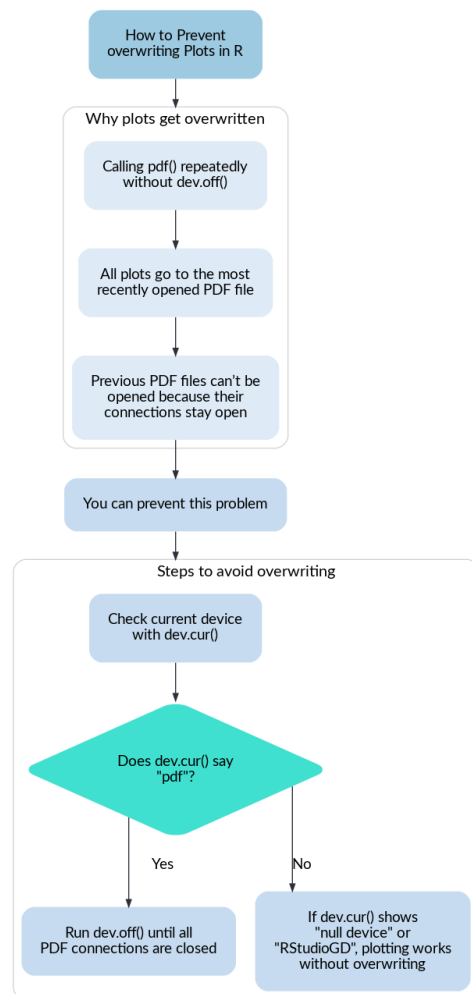 How to Prevent
overwriting Plots in R
Why plots get overwritten
Calling pdf() repeatedly
without dev.off()
All plots go to the most
recently opened PDF file
Previous PDF files can't be
opened because their
connections stay open
You can prevent this problem
Steps to avoid overwriting
Check current device
with dev.cur()
Does dev.cur() say
"pdf"?
Yes
No
Run dev.off() until all
PDF connections are closed
If dev.cur() shows
"null device" or
"RStudioGD", plotting works
without overwriting